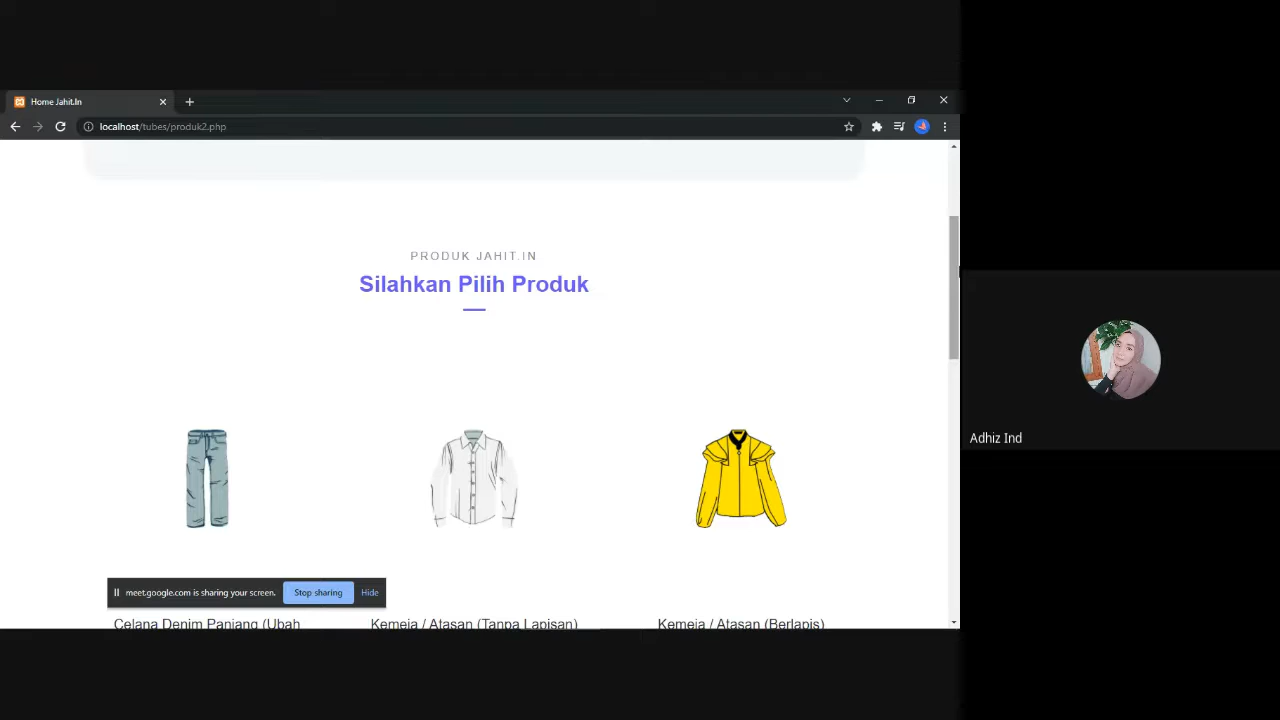 Home Jahit.In
localhost/tubes/produk2.php
PRODUK JAHIT.IN
Silahkan Pilih Produk
meet.google.com is sharing your screen.
Stop sharing
Hide
Celana Denim Panjang (Ubah
Kemeja / Atasan (Tanpa Lapisan)
Kemeja / Atasan (Berlapis)
Adhiz Ind